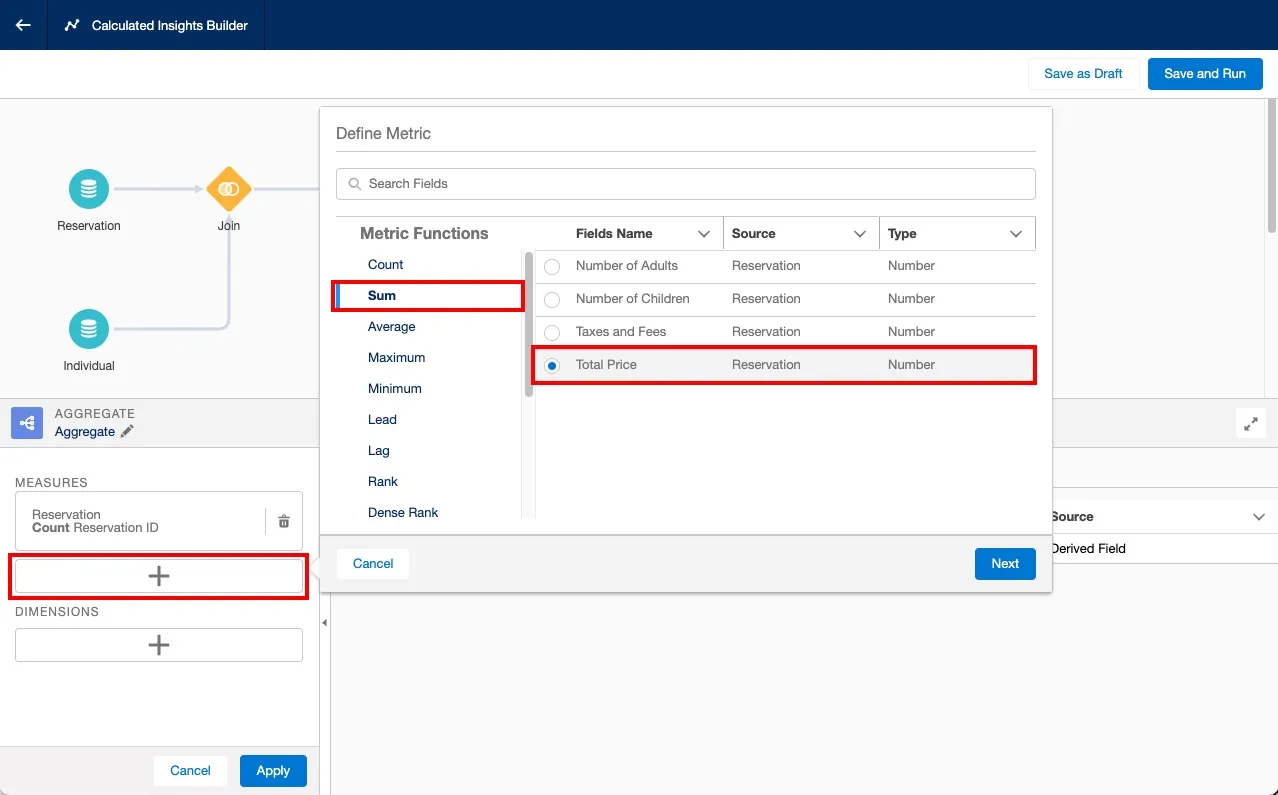 Calculated Insights Builder
Save as Draft
Save and Run
Reservation
Join
Individual
Define Metric
Search Fields
Metric Functions
Count
Sum
Average
Maximum
Minimum
Lead
Lag
Rank
Dense Rank
Fields Name Source Type
Number of Adults Reservation Number
Number of Children Reservation Number
Taxes and Fees Reservation Number
Total Price Reservation Number
Cancel
Next
AGGREGATE
Aggregate
MEASURES
Reservation
Count Reservation ID
DIMENSIONS
Cancel
Apply
Source
Derived Field